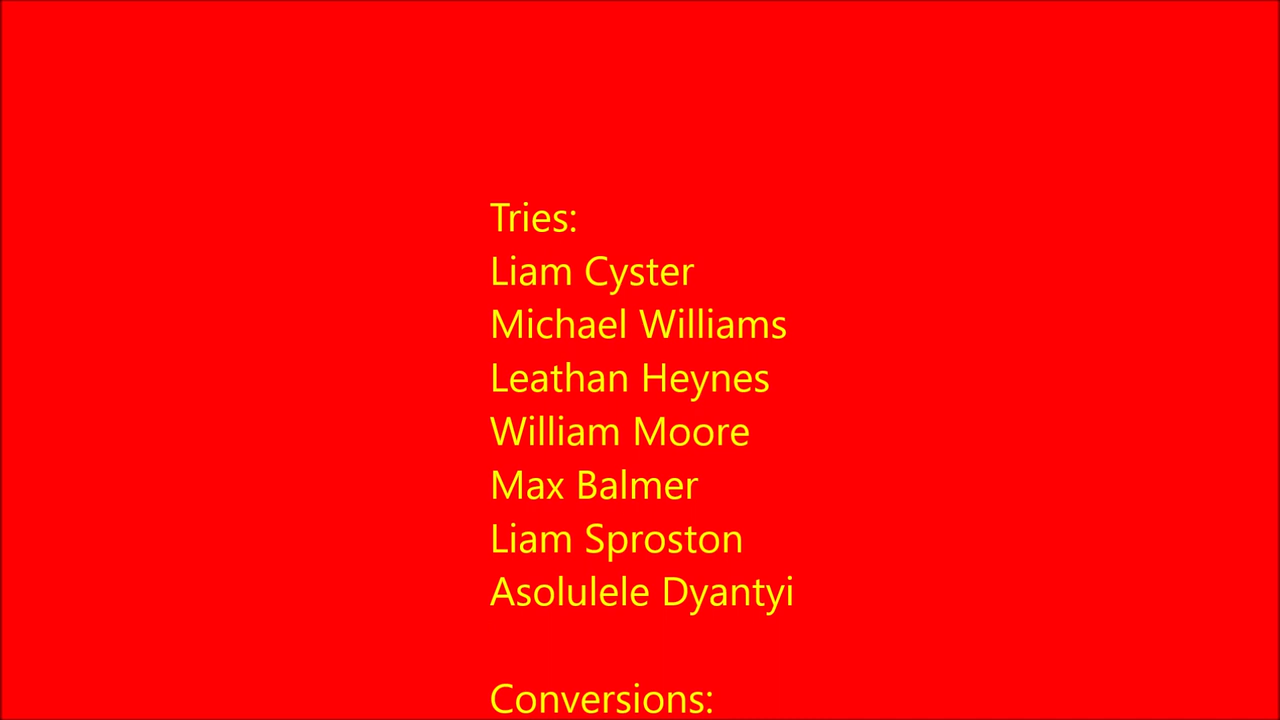 Tries:
Liam Cyster
Michael Williams
Leathan Heynes
William Moore
Max Balmer
Liam Sproston
Asolulele Dyantyi
Conversions: